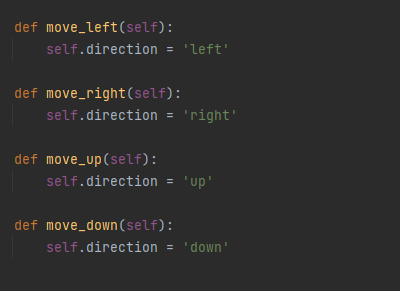 def move_left(self):
    self.direction = 'left'

def move_right(self):
    self.direction = 'right'

def move_up(self):
    self.direction = 'up'

def move_down(self):
    self.direction = 'down'